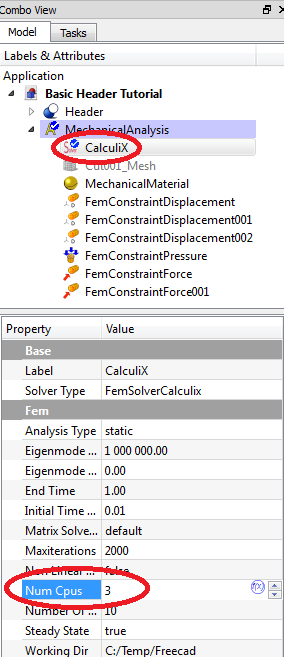 Combo View
Model Tasks
Labels & Attributes
Application
Basic Header Tutorial
Header
MechanicalAnalysis
CalculiX
Cut001_Mesh
MechanicalMaterial
FemConstraintDisplacement
FemConstraintDisplacement001
FemConstraintDisplacement002
FemConstraintPressure
FemConstraintForce
FemConstraintForce001
Property Value
Base
Label CalculiX
Solver Type FemSolverCalculix
Fem
Analysis Type static
Eigenmode ... 1 000 000.00
Eigenmode ... 0.00
End Time 1.00
Initial Time ... 0.01
Matrix Solve... default
Maxiterations 2000
Non Linear ... false
Num Cpus 3
Number Of ... 10
Steady State true
Working Dir C:/Temp/Freecad